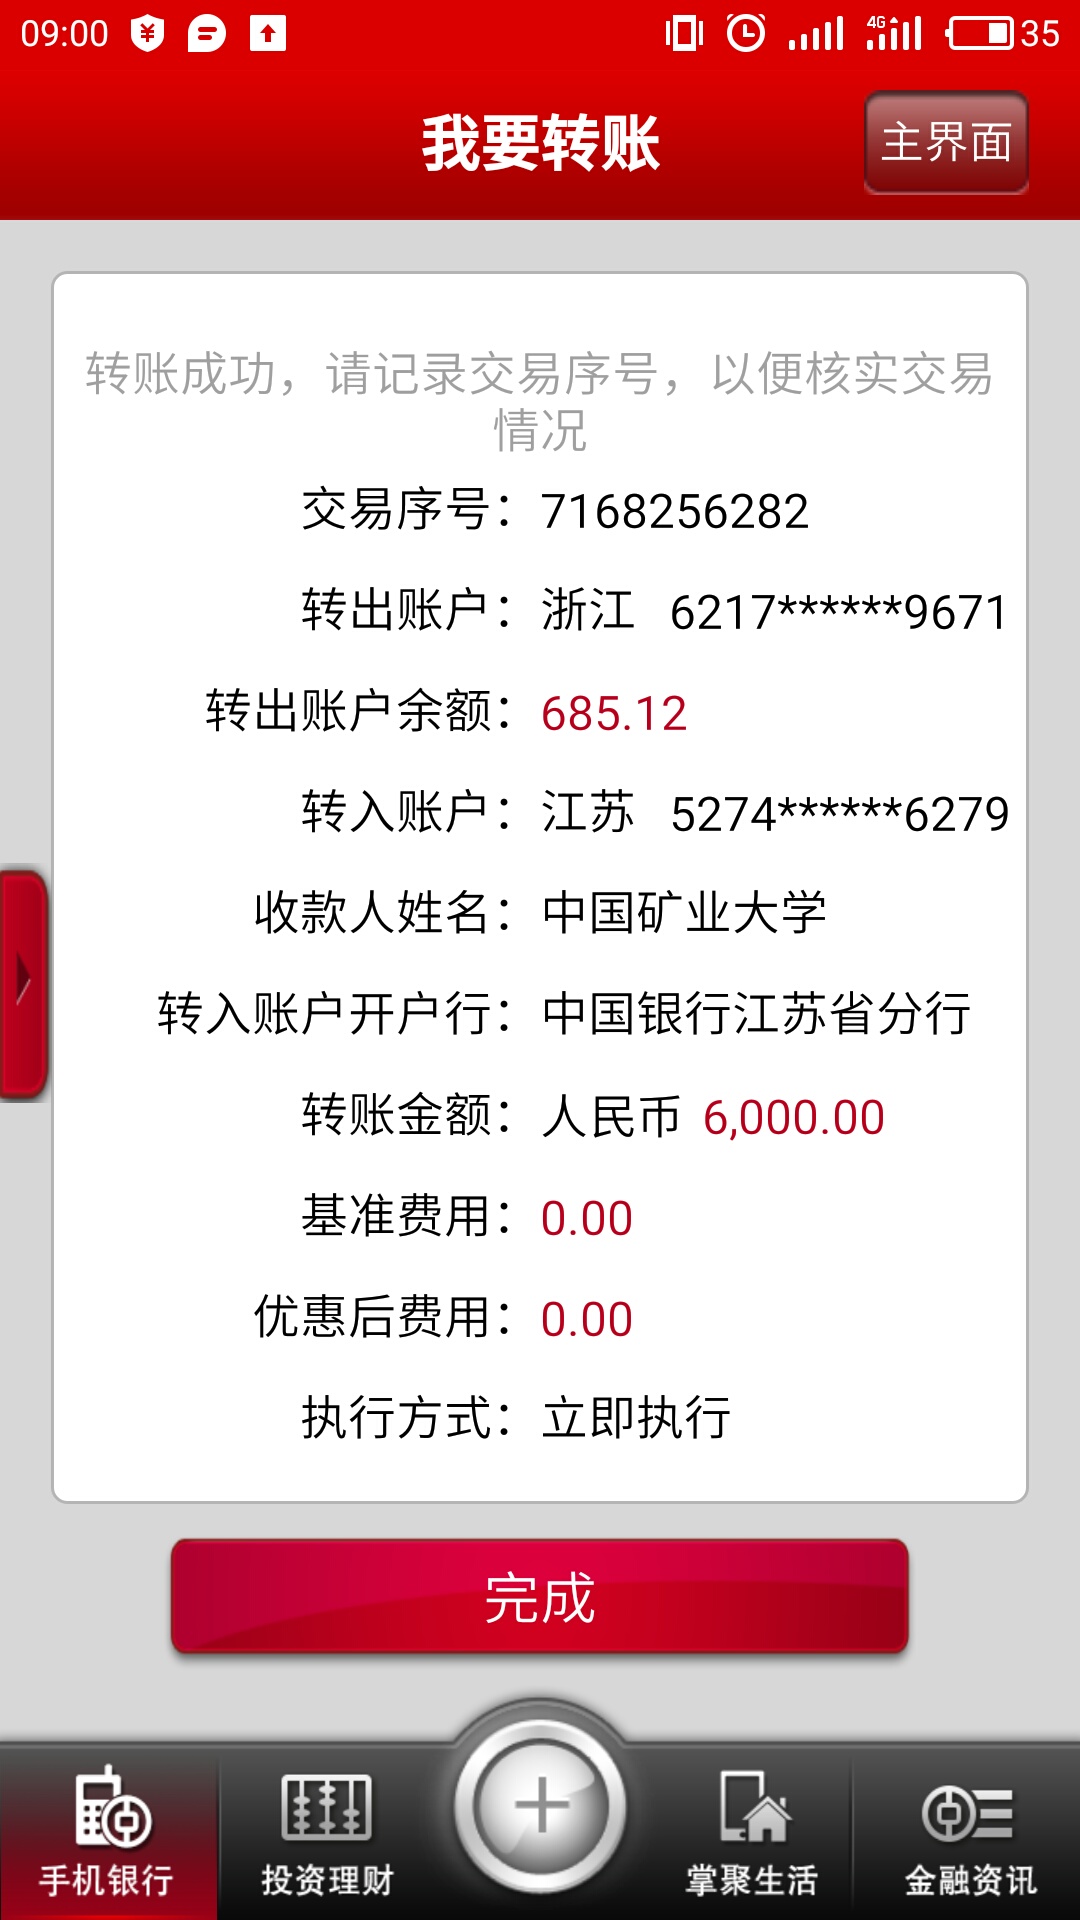 09:00 4G 35
我要转账 主界面
转账成功，请记录交易序号，以便核实交易
情况
交易序号：7168256282
转出账户：浙江 6217******9671
转出账户余额：685.12
转入账户：江苏 5274******6279
收款人姓名：中国矿业大学
转入账户开户行：中国银行江苏省分行
转账金额：人民币 6,000.00
基准费用：0.00
优惠后费用：0.00
执行方式：立即执行
完成
手机银行 投资理财 掌聚生活 金融资讯